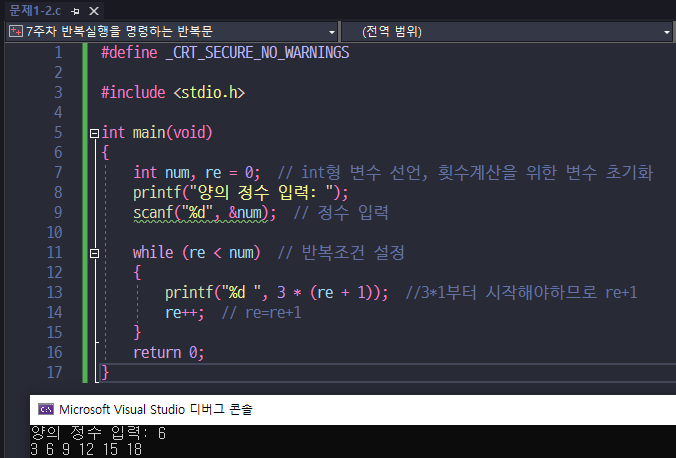 문제1-2.c
7주차 반복실행을 명령하는 반복문 (전역 범위)
1 #define _CRT_SECURE_NO_WARNINGS
2
3 #include <stdio.h>
4
5 int main(void)
6 {
7 int num, re = 0; // int형 변수 선언, 횟수계산을 위한 변수 초기화
8 printf("양의 정수 입력: ");
9 scanf("%d", &num); // 정수 입력
10
11 while (re < num) // 반복조건 설정
12 {
13 printf("%d ", 3 * (re + 1)); //3*1부터 시작해야하므로 re+1
14 re++; // re=re+1
15 }
16 return 0;
17 }
Microsoft Visual Studio 디버그 콘솔
양의 정수 입력: 6
3 6 9 12 15 18